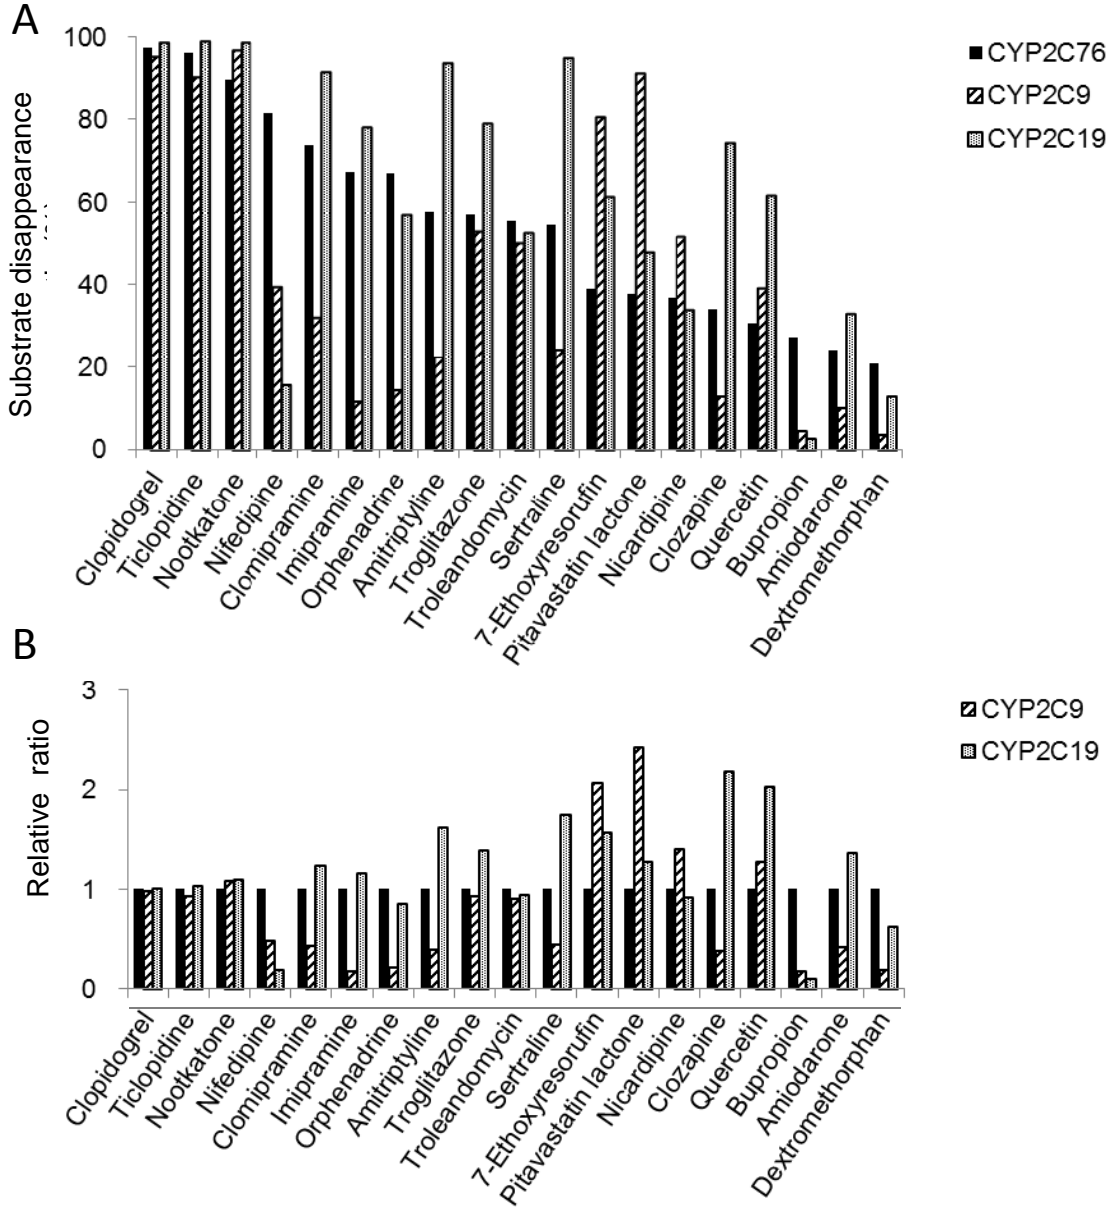 A
Substrate disappearance
100
80
60
40
20
0
CYP2C76
CYP2C9
CYP2C19
Clopidogrel
Ticlopidine
Nootkatone
Nifedipine
Clomipramine
Imipramine
Orphenadrine
Amitriptyline
Troglitazone
Troleandomycin
Sertraline
7-Ethoxyresorufin
Pitavastatin lactone
Nicardipine
Clozapine
Quercetin
Bupropion
Amiodarone
Dextromethorphan
B
Relative ratio
3
2
1
0
CYP2C9
CYP2C19
Clopidogrel
Ticlopidine
Nootkatone
Nifedipine
Clomipramine
Imipramine
Orphenadrine
Amitriptyline
Troglitazone
Troleandomycin
Sertraline
7-Ethoxyresorufin
Pitavastatin lactone
Nicardipine
Clozapine
Quercetin
Bupropion
Amiodarone
Dextromethorphan